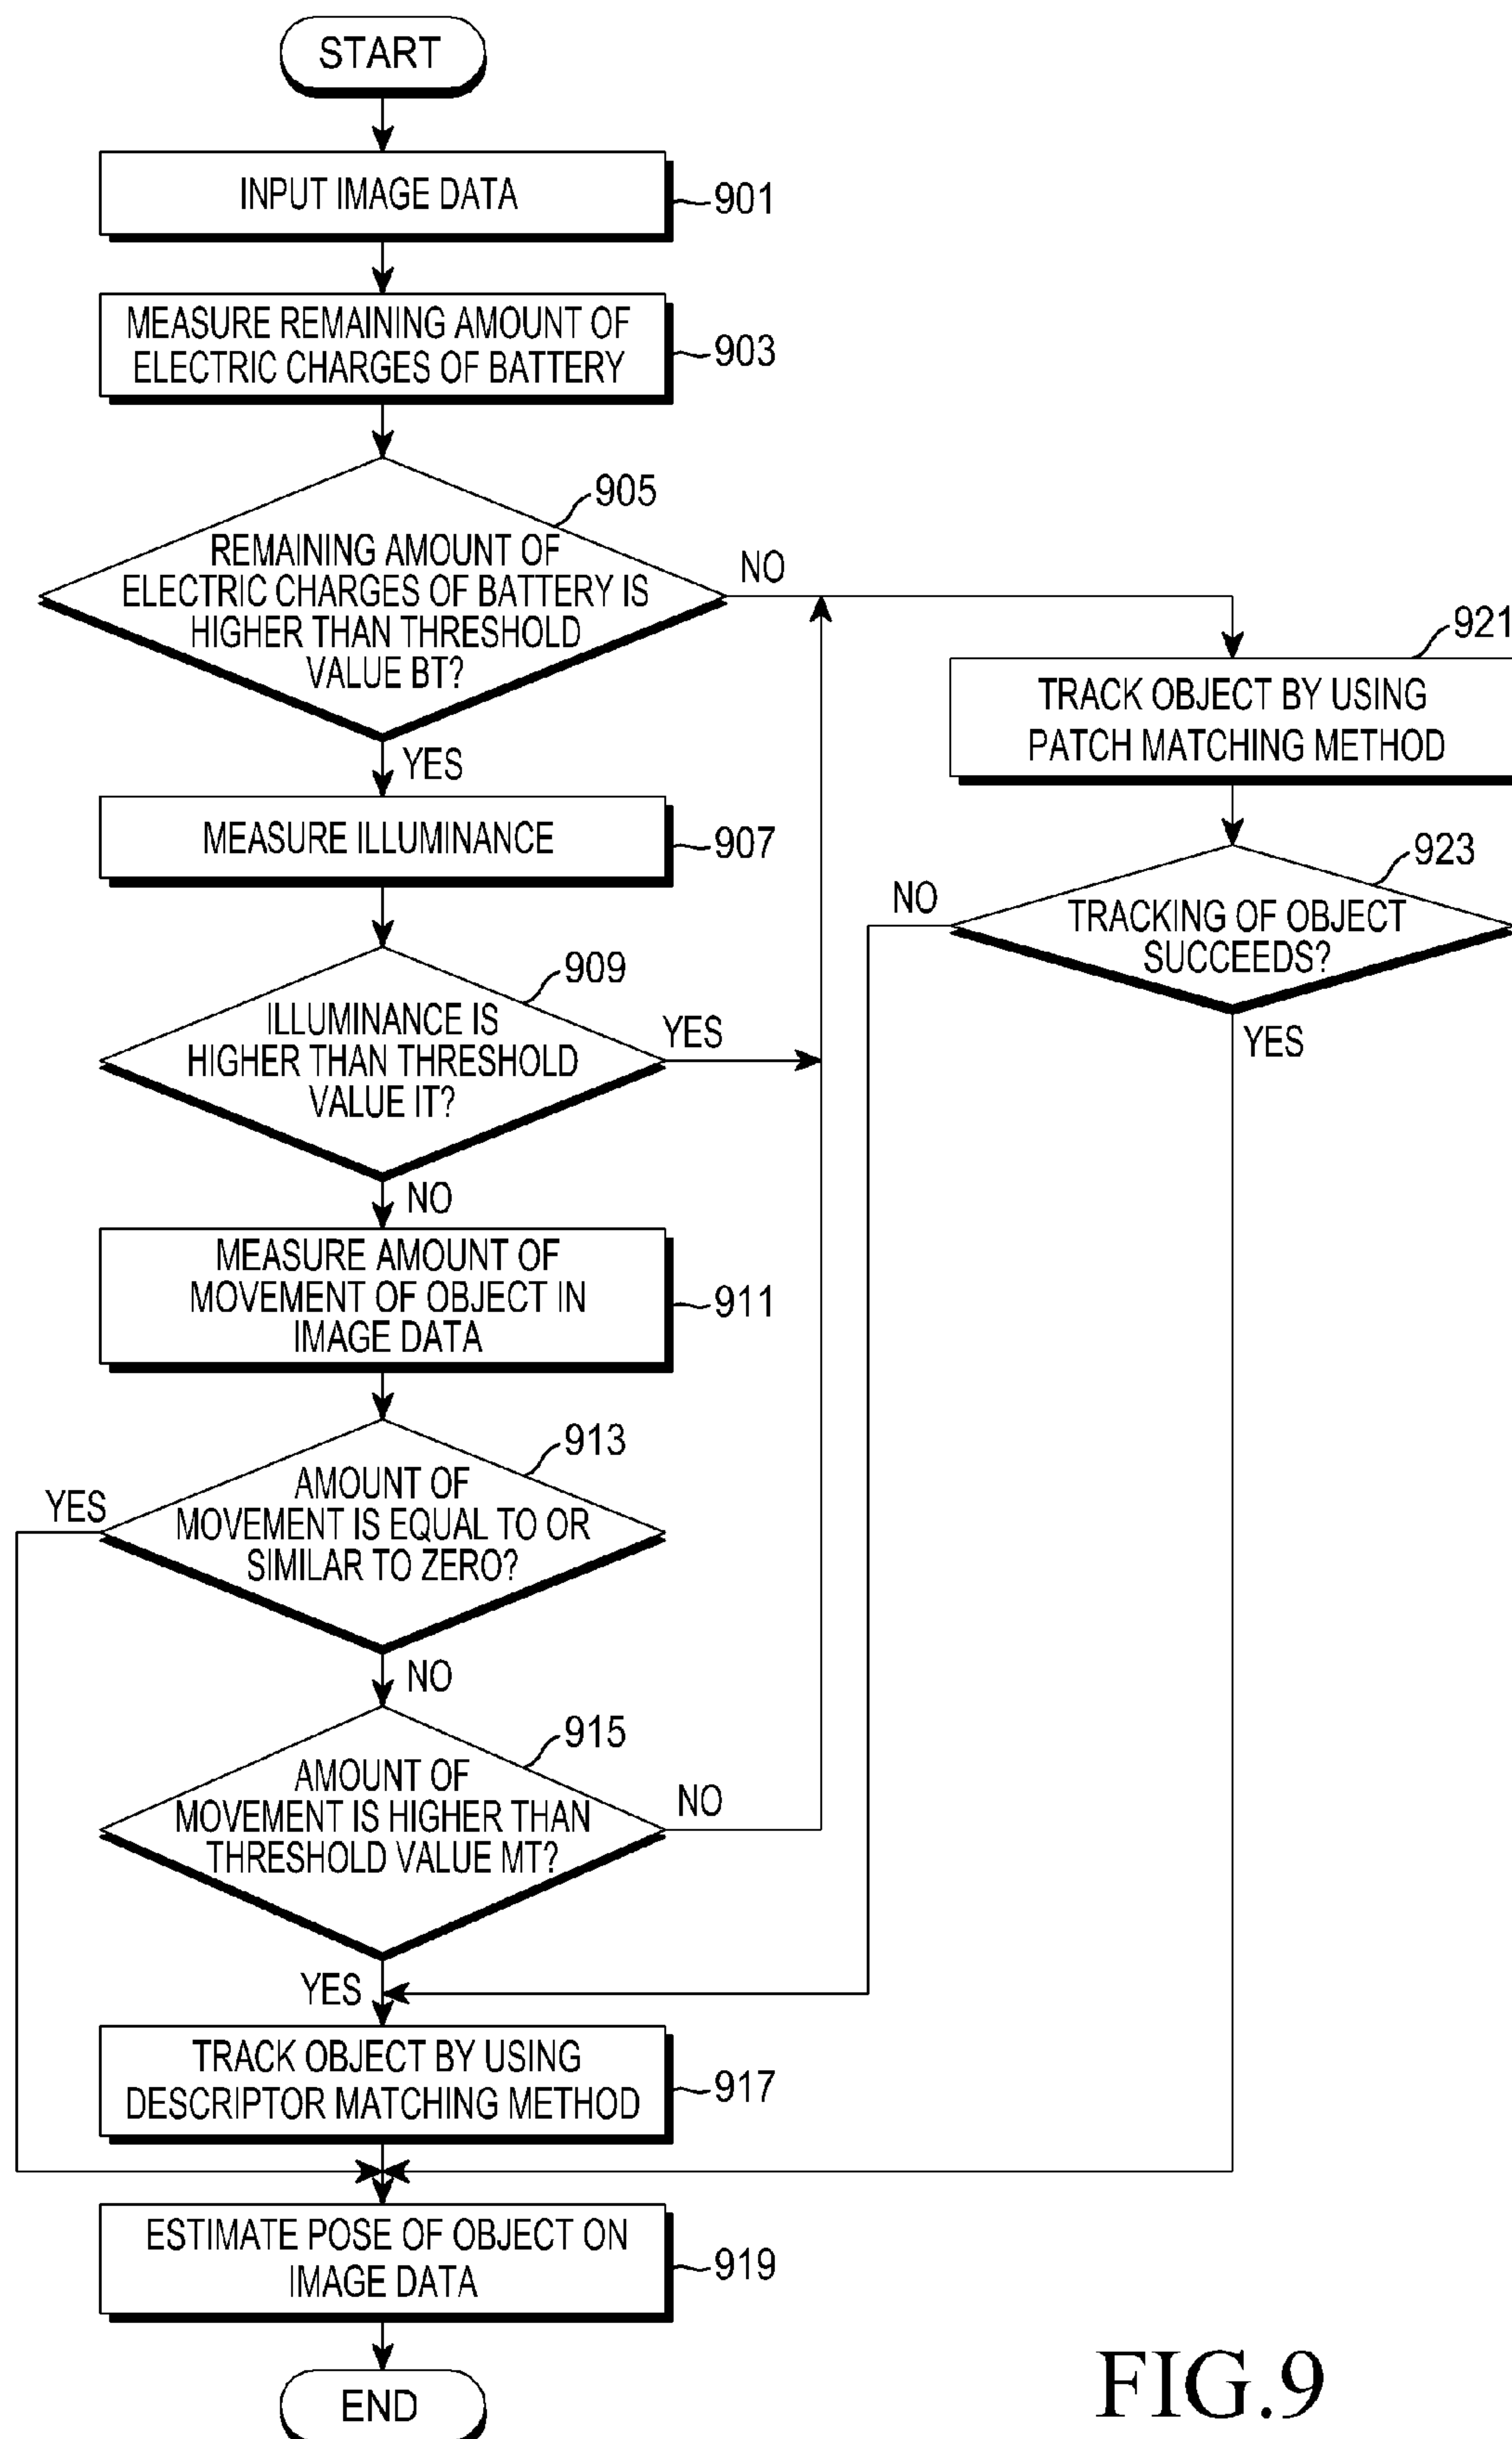 START
INPUT IMAGE DATA
901
MEASURE REMAINING AMOUNT OF
ELECTRIC CHARGES OF BATTERY
903
905
REMAINING AMOUNT OF
ELECTRIC CHARGES OF BATTERY IS
HIGHER THAN THRESHOLD
VALUE BT?
NO
YES
921
TRACK OBJECT BY USING
PATCH MATCHING METHOD
MEASURE ILLUMINANCE
907
923
TRACKING OF OBJECT
SUCCEEDS?
NO
YES
909
ILLUMINANCE IS
HIGHER THAN THRESHOLD
VALUE IT?
YES
NO
MEASURE AMOUNT OF
MOVEMENT OF OBJECT IN
IMAGE DATA
911
913
AMOUNT OF
MOVEMENT IS EQUAL TO OR
SIMILAR TO ZERO?
YES
NO
915
AMOUNT OF
MOVEMENT IS HIGHER THAN
THRESHOLD VALUE MT?
NO
YES
TRACK OBJECT BY USING
DESCRIPTOR MATCHING METHOD
917
ESTIMATE POSE OF OBJECT ON
IMAGE DATA
919
END
FIG.9